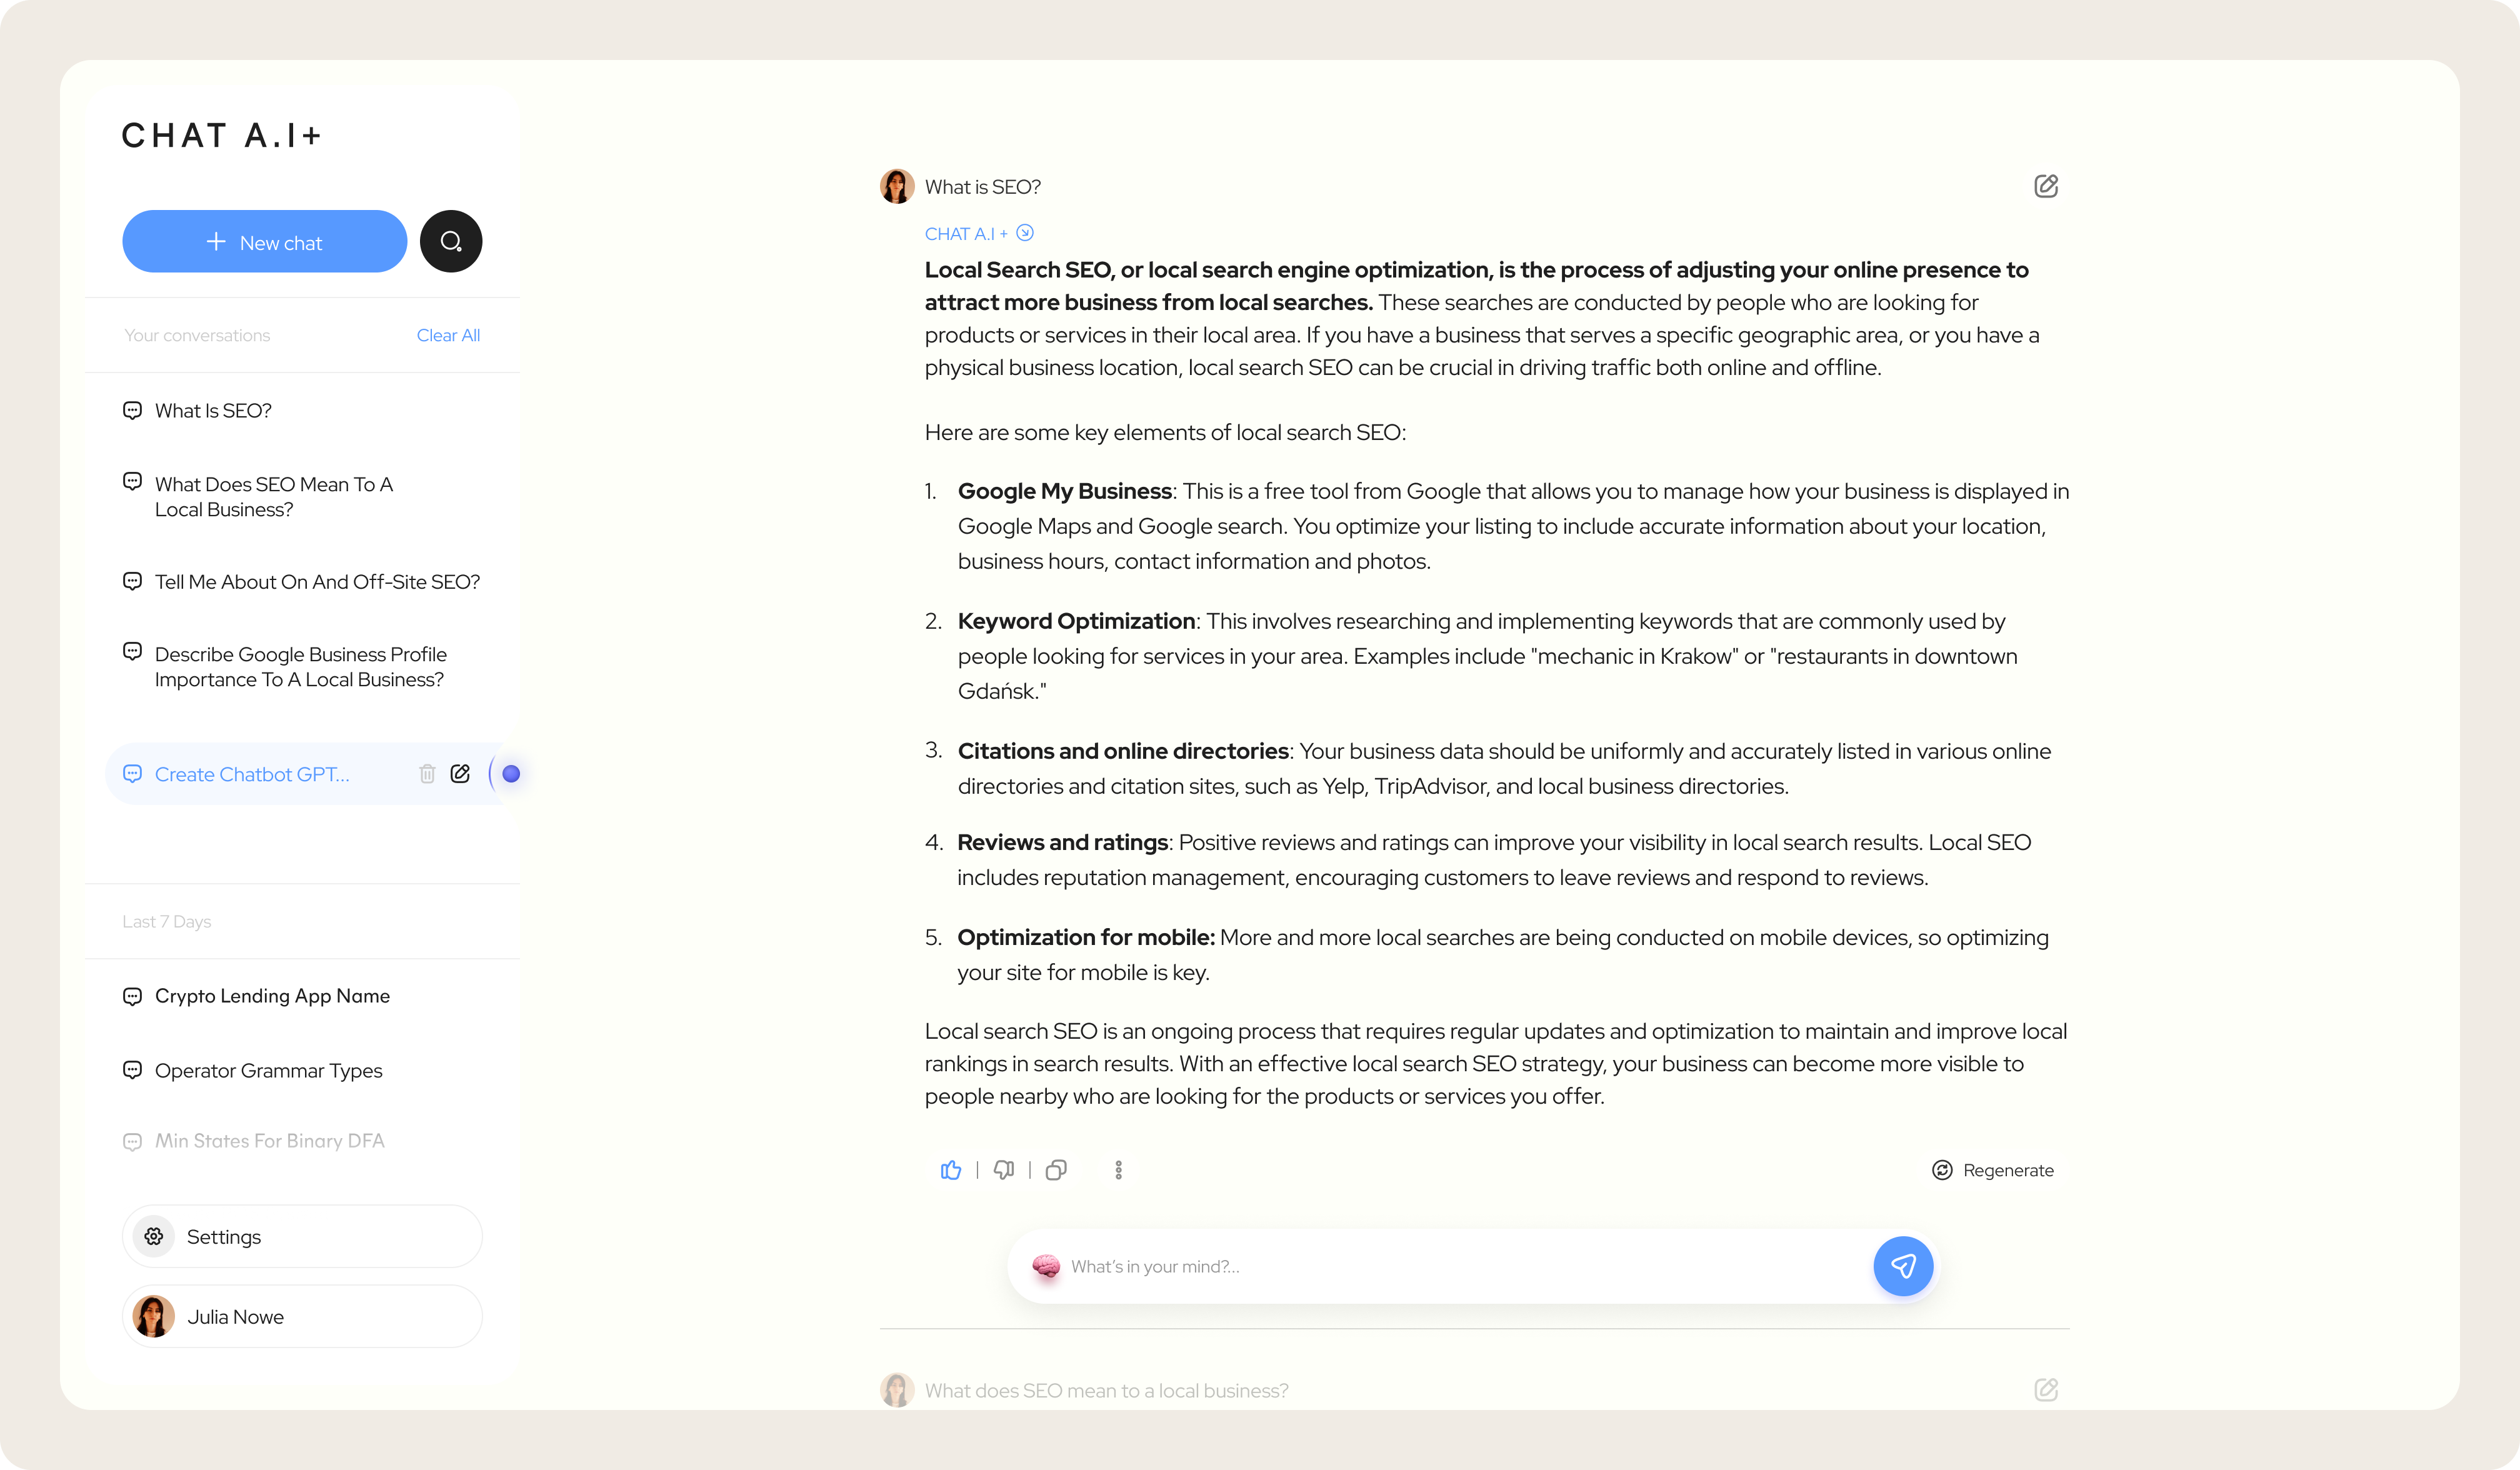 CHAT A.I+
New chat
Your conversations
Clear All
What Is SEO?
What Does SEO Mean To A
Local Business?
Tell Me About On And Off-Site SEO?
Describe Google Business Profile
Importance To A Local Business?
Create Chatbot GPT...
Last 7 Days
Crypto Lending App Name
Operator Grammar Types
Min States For Binary DFA
Settings
Julia Nowe
What is SEO?
CHAT A.I +
Local Search SEO, or local search engine optimization, is the process of adjusting your online presence to
attract more business from local searches. These searches are conducted by people who are looking for
products or services in their local area. If you have a business that serves a specific geographic area, or you have a
physical business location, local search SEO can be crucial in driving traffic both online and offline.
Here are some key elements of local search SEO:
1. Google My Business: This is a free tool from Google that allows you to manage how your business is displayed in
Google Maps and Google search. You optimize your listing to include accurate information about your location,
business hours, contact information and photos.
2. Keyword Optimization: This involves researching and implementing keywords that are commonly used by
people looking for services in your area. Examples include "mechanic in Krakow" or "restaurants in downtown
Gdańsk."
3. Citations and online directories: Your business data should be uniformly and accurately listed in various online
directories and citation sites, such as Yelp, TripAdvisor, and local business directories.
4. Reviews and ratings: Positive reviews and ratings can improve your visibility in local search results. Local SEO
includes reputation management, encouraging customers to leave reviews and respond to reviews.
5. Optimization for mobile: More and more local searches are being conducted on mobile devices, so optimizing
your site for mobile is key.
Local search SEO is an ongoing process that requires regular updates and optimization to maintain and improve local
rankings in search results. With an effective local search SEO strategy, your business can become more visible to
people nearby who are looking for the products or services you offer.
Regenerate
What's in your mind?...
What does SEO mean to a local business?